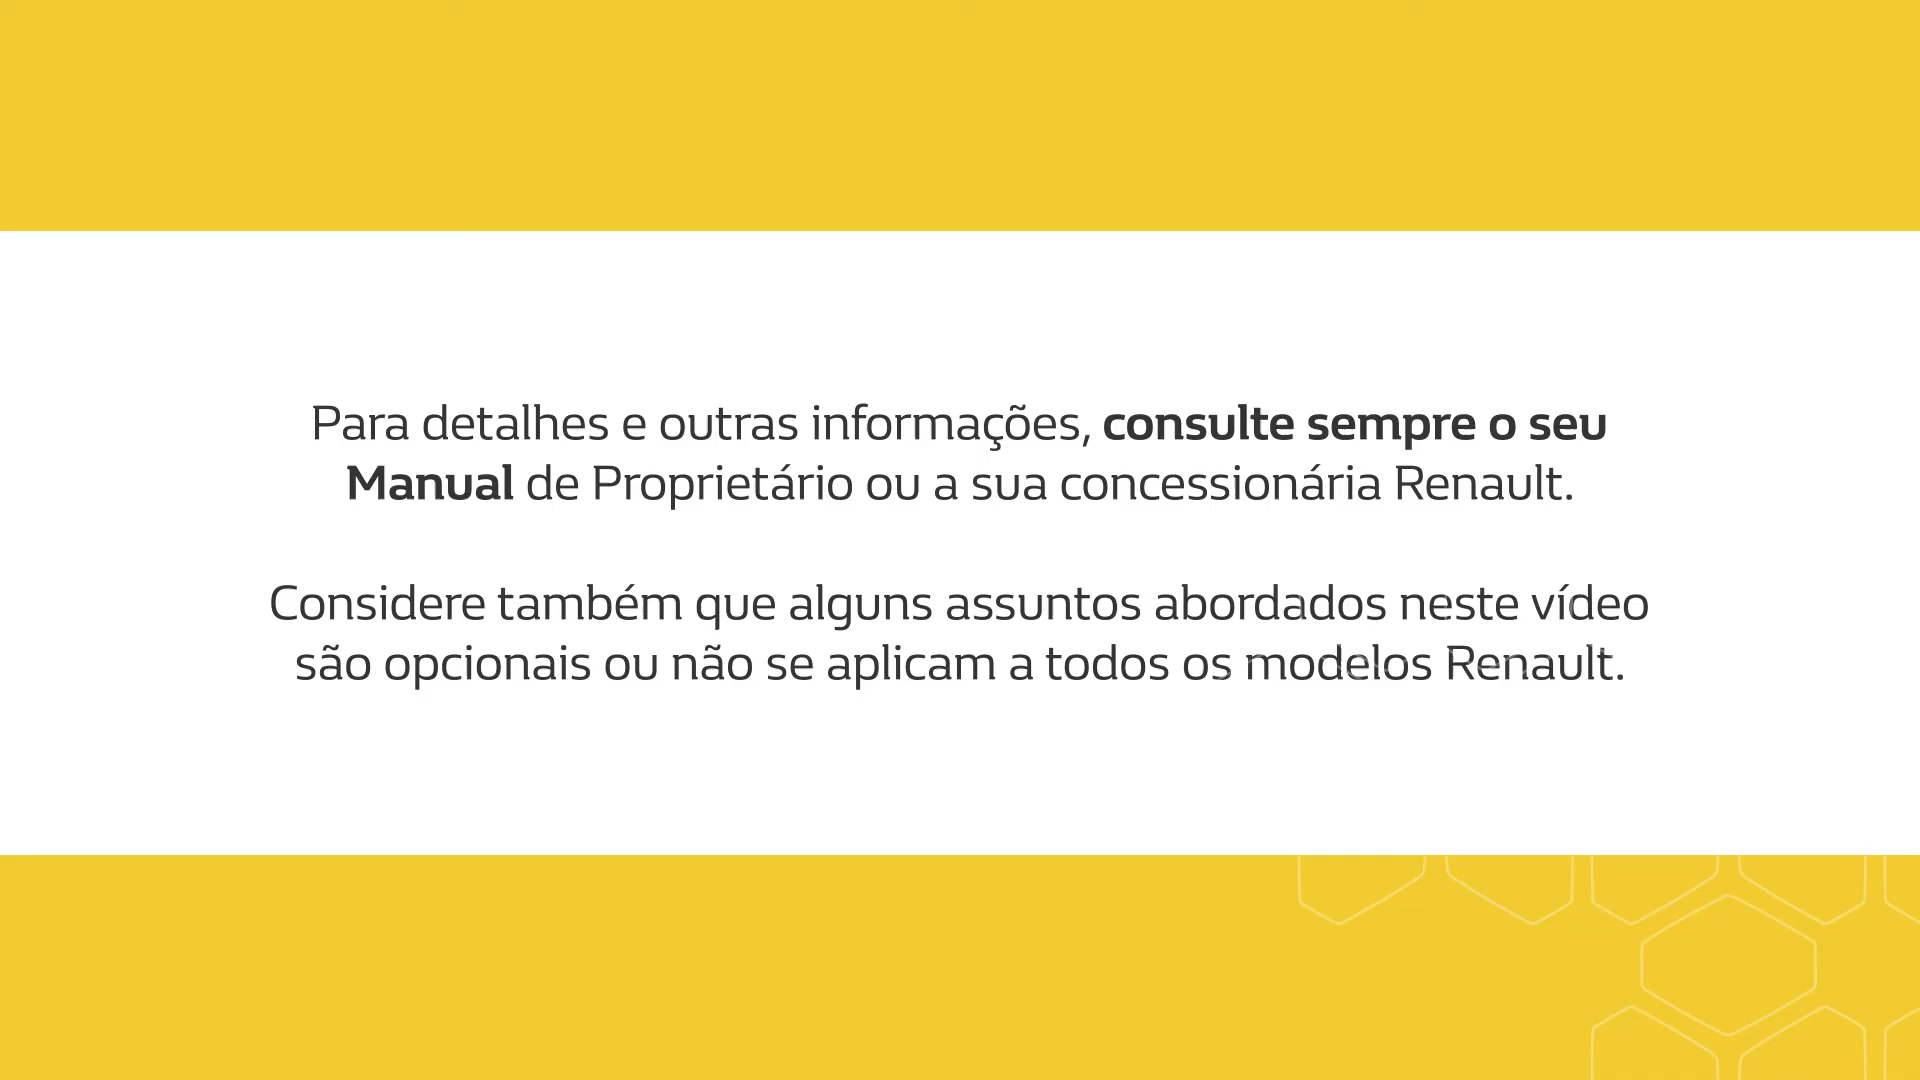 Para detalhes e outras informações, consulte sempre o seu
Manual de Proprietário ou a sua concessionária Renault.
Considere também que alguns assuntos abordados neste vídeo
são opcionais ou não se aplicam a todos os modelos Renault.